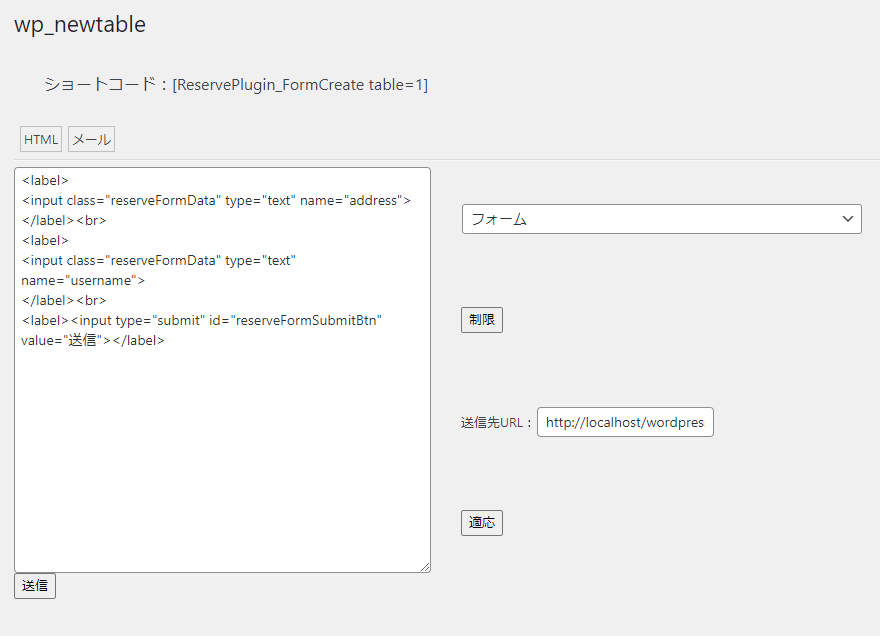 wp_newtable
ショートコード：[ReservePlugin_FormCreate table=1]
HTML メール
<label>
<input class="reserveFormData" type="text" name="address">
</label><br>
<label>
<input class="reserveFormData" type="text"
name="username">
</label><br>
<label><input type="submit" id="reserveFormSubmitBtn"
value="送信"></label>
フォーム
制限
送信先URL： http://localhost/wordpres
適応
送信